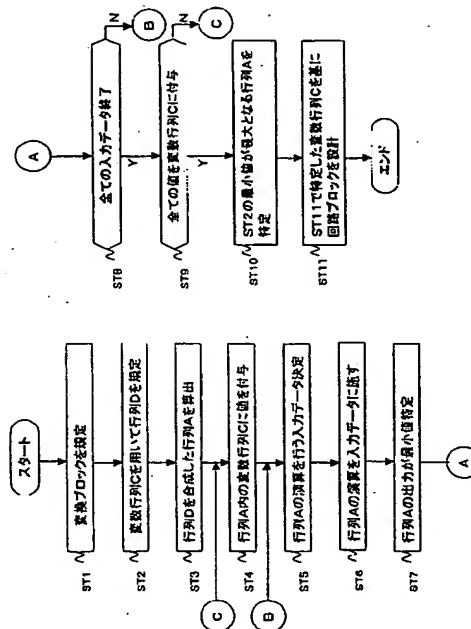 スタート
変換ブロックを規定
ST1
変数行列Cを用いて行列Dを規定
ST2
行列Dを合成した行列Aを算出
ST3
C
行列A内の変数行列Cに値を付与
ST4
B
行列Aの演算を行う入力データ決定
ST5
行列Aの演算を入力データに施す
ST6
行列Aの出力が最小値特定
ST7
A
A
全ての入力データ終了
N
B
ST8
Y
全ての値を変数行列Cに付与
N
C
ST9
Y
ST2の最小値が最大となる行列Aを
特定
ST10
ST11で特定した変数行列Cを基に
回路ブロックを設計
ST11
エンド